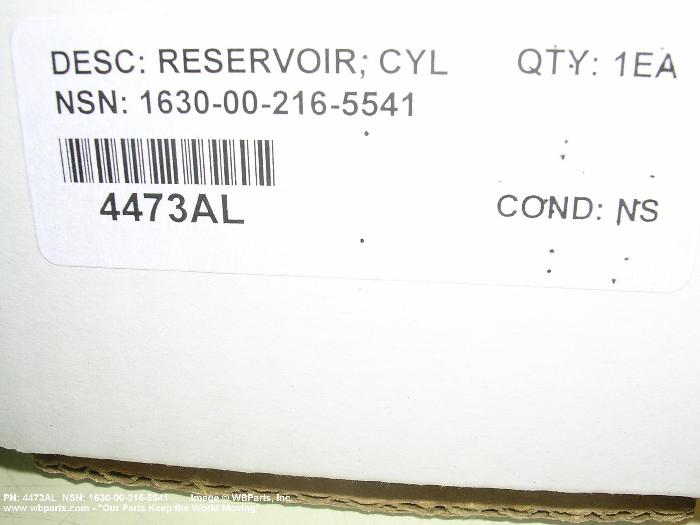 DESC: RESERVOIR; CYL QTY: 1EA
NSN: 1630-00-216-5541
4473AL
COND: NS
PN: 4473AL NSN: 1630-00-216-5541 Image © WBParts, Inc.
www.wbparts.com - "Our Parts Keep the World Moving"